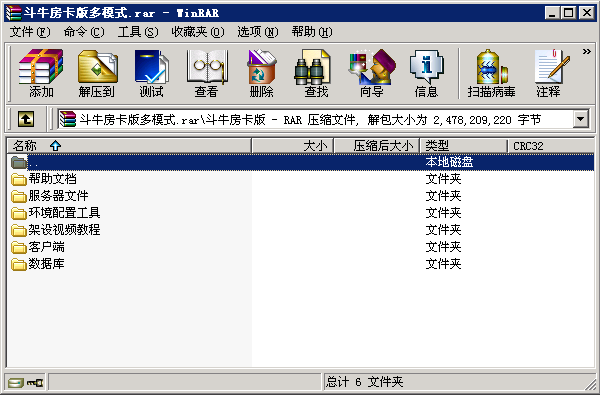 斗牛房卡版多模式.rar - WinRAR
文件(F) 命令(C) 工具(S) 收藏夹(O) 选项(N) 帮助(H)
添加 解压到 测试 查看 删除 查找 向导 信息 扫描病毒 注释 »
斗牛房卡版多模式.rar\斗牛房卡版 - RAR 压缩文件, 解包大小为 2,478,209,220 字节
名称 大小 压缩后大小 类型 CRC32
.. 本地磁盘
帮助文档 文件夹
服务器文件 文件夹
环境配置工具 文件夹
架设视频教程 文件夹
客户端 文件夹
数据库 文件夹
总计 6 文件夹